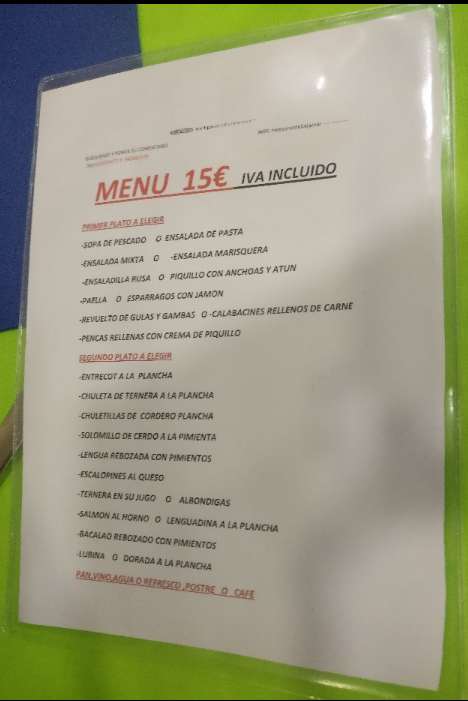 MENU 15€ IVA INCLUIDO
PRIMER PLATO A ELEGIR
-SOPA DE PESCADO O ENSALADA DE PASTA
-ENSALADA MIXTA O -ENSALADA MARISQUERA
-ENSALADILLA RUSA O PIQUILLO CON ANCHOAS Y ATUN
-PAELLA O ESPARRAGOS CON JAMON
-REVUELTO DE GULAS Y GAMBAS O -CALABACINES RELLENOS DE CARNE
-PENCAS RELLENAS CON CREMA DE PIQUILLO
SEGUNDO PLATO A ELEGIR
-ENTRECOT A LA PLANCHA
-CHULETA DE TERNERA A LA PLANCHA
-CHULETILLAS DE CORDERO PLANCHA
-SOLOMILLO DE CERDO A LA PIMIENTA
-LENGUA REBOZADA CON PIMIENTOS
-ESCALOPINES AL QUESO
-TERNERA EN SU JUGO O ALBONDIGAS
-SALMON AL HORNO O LENGUADINA A LA PLANCHA
-BACALAO REBOZADO CON PIMIENTOS
-LUBINA O DORADA A LA PLANCHA
PAN,VINO,AGUA O REFRESCO ,POSTRE O CAFE